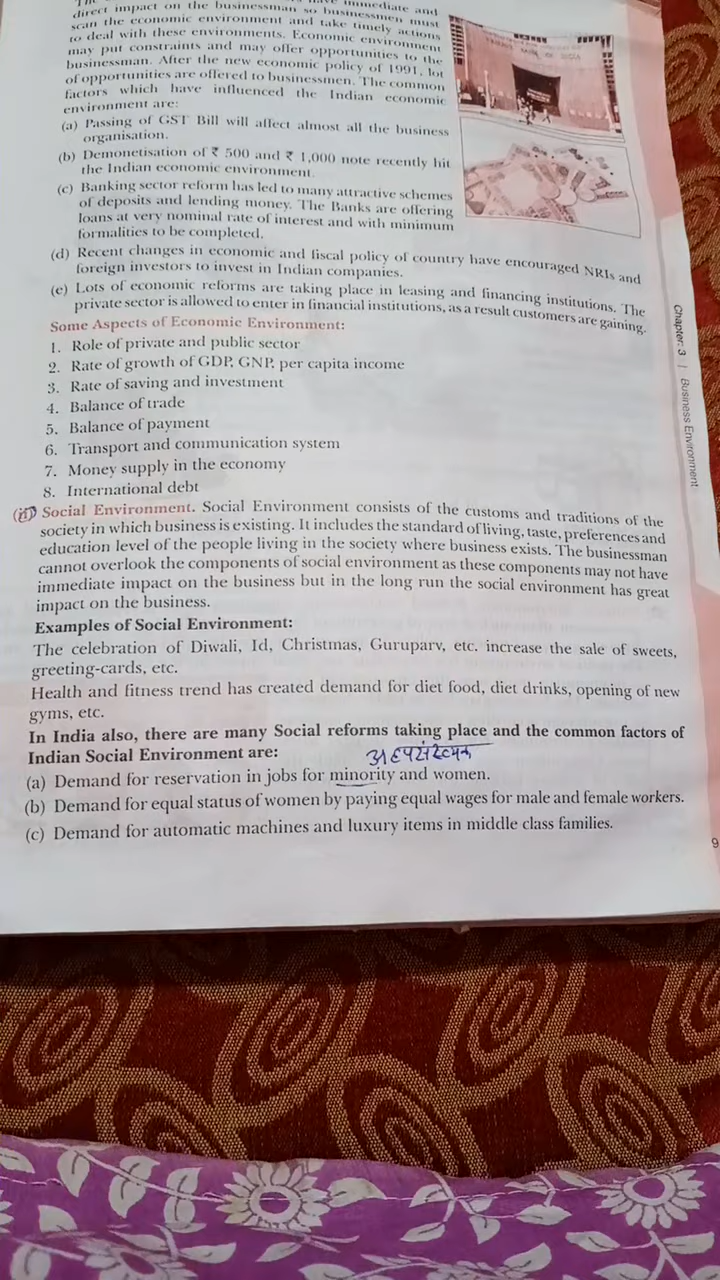 direct impact on the businessman so businessmen must
scan the economic environment and take timely actions
to deal with these environments. Economic environment
may put constraints and may offer opportunities to the
businessman. After the new economic policy of 1991, lot
of opportunities are offered to businessmen. The common
factors which have influenced the Indian economic
environment are:
(a) Passing of GST Bill will affect almost all the business
organisation.
(b) Demonetisation of ₹ 500 and ₹ 1,000 note recently hit
the Indian economic environment.
(c) Banking sector reform has led to many attractive schemes
of deposits and lending money. The Banks are offering
loans at very nominal rate of interest and with minimum
formalities to be completed.
(d) Recent changes in economic and fiscal policy of country have encouraged NRIs and
foreign investors to invest in Indian companies.
(e) Lots of economic reforms are taking place in leasing and financing institutions. The
private sector is allowed to enter in financial institutions, as a result customers are gaining.
Some Aspects of Economic Environment:
1. Role of private and public sector
2. Rate of growth of GDP, GNP, per capita income
3. Rate of saving and investment
4. Balance of trade
5. Balance of payment
6. Transport and communication system
7. Money supply in the economy
8. International debt
Social Environment. Social Environment consists of the customs and traditions of the
society in which business is existing. It includes the standard of living, taste, preferences and
education level of the people living in the society where business exists. The businessman
cannot overlook the components of social environment as these components may not have
immediate impact on the business but in the long run the social environment has great
impact on the business.
Examples of Social Environment:
The celebration of Diwali, Id, Christmas, Guruparv, etc. increase the sale of sweets,
greeting-cards, etc.
Health and fitness trend has created demand for diet food, diet drinks, opening of new
gyms, etc.
In India also, there are many Social reforms taking place and the common factors of
Indian Social Environment are:
अल्पसंख्यक
(a) Demand for reservation in jobs for minority and women.
(b) Demand for equal status of women by paying equal wages for male and female workers.
(c) Demand for automatic machines and luxury items in middle class families.
Chapter: 3 | Business Environment
9